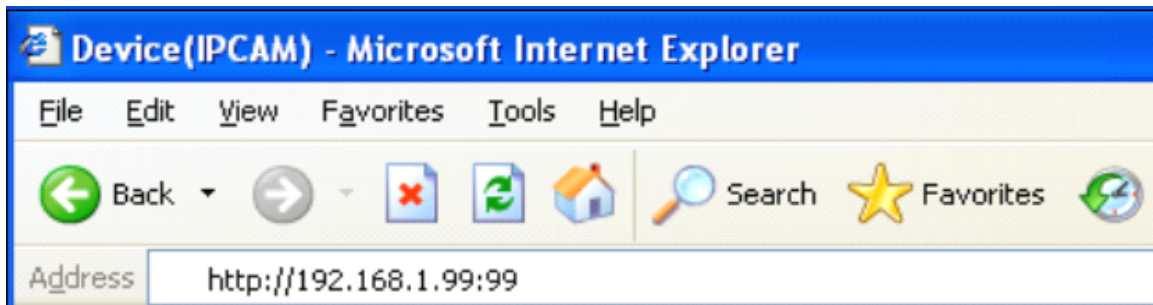 Device(IPCAM) - Microsoft Internet Explorer
File Edit View Favorites Tools Help
Back Search Favorites
Address http://192.168.1.99:99